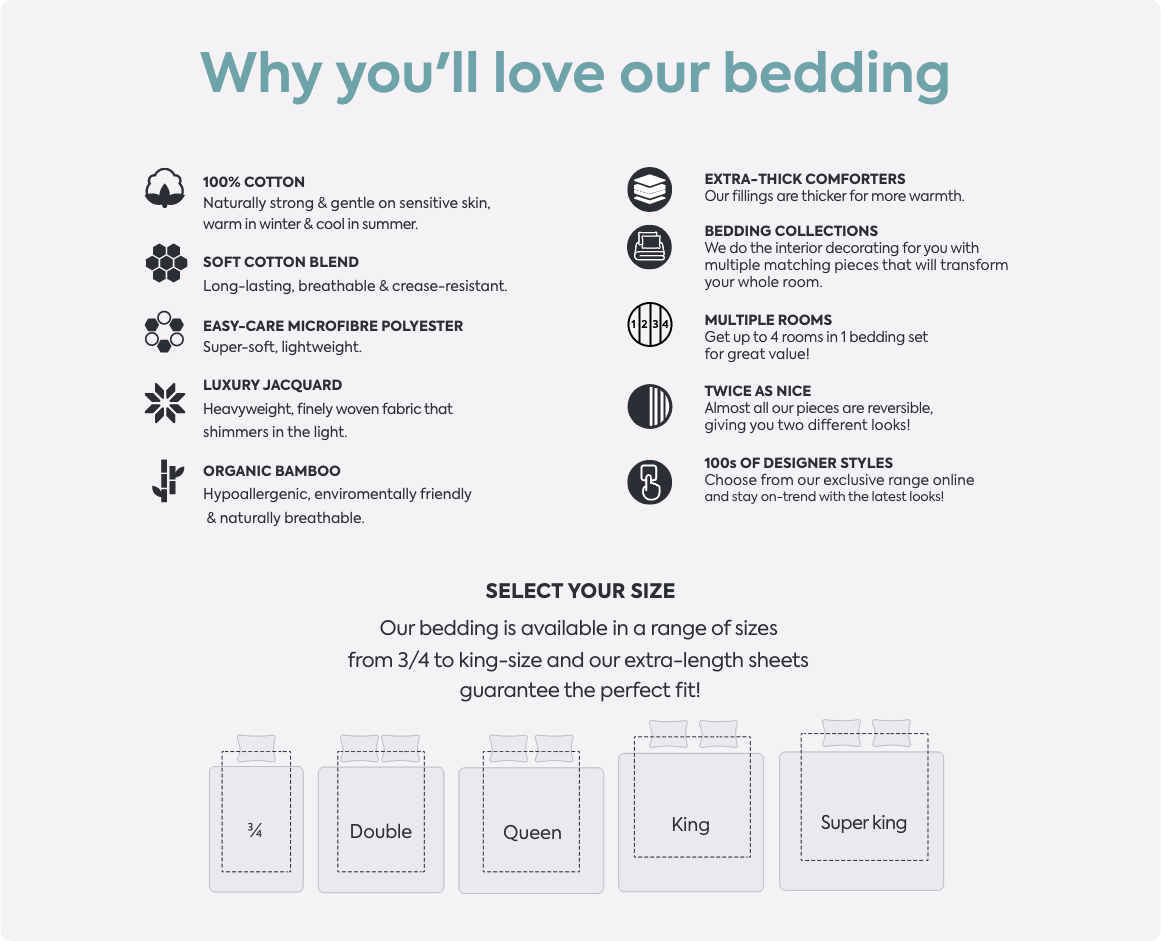 Why you'll love our bedding
100% COTTON
Naturally strong & gentle on sensitive skin,
warm in winter & cool in summer.
SOFT COTTON BLEND
Long-lasting, breathable & crease-resistant.
EASY-CARE MICROFIBRE POLYESTER
Super-soft, lightweight.
LUXURY JACQUARD
Heavyweight, finely woven fabric that
shimmers in the light.
ORGANIC BAMBOO
Hypoallergenic, enviromentally friendly
& naturally breathable.
EXTRA-THICK COMFORTERS
Our fillings are thicker for more warmth.
BEDDING COLLECTIONS
We do the interior decorating for you with
multiple matching pieces that will transform
your whole room.
1 2 3 4
MULTIPLE ROOMS
Get up to 4 rooms in 1 bedding set
for great value!
TWICE AS NICE
Almost all our pieces are reversible,
giving you two different looks!
100s OF DESIGNER STYLES
Choose from our exclusive range online
and stay on-trend with the latest looks!
SELECT YOUR SIZE
Our bedding is available in a range of sizes
from 3/4 to king-size and our extra-length sheets
guarantee the perfect fit!
¾
Double
Queen
King
Super king